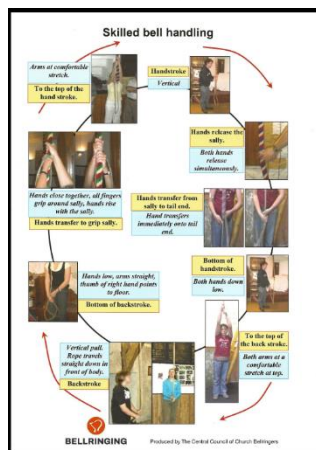 Skilled bell handling
Arms at comfortable
stretch.
To the top of the
hand stroke.
Handstroke
Vertical
Hands release the
sally.
Both hands
release
simultaneously.
Hands transfer from
sally to tail end.
Hand transfers
immediately onto tail
end.
Bottom of
handstroke.
Both hands down
low.
To the top of
the back stroke.
Both arms at a
comfortable
stretch at top.
Vertical pull.
Rope travels
straight down in
front of body.
Backstroke
Hands low, arms straight,
thumb of right hand points
to floor.
Bottom of backstroke.
Hands close together, all fingers
grip around sally, hands rise
with the sally.
Hands transfer to grip sally.
BELLRINGING
Produced by The Central Council of Church Bellringers